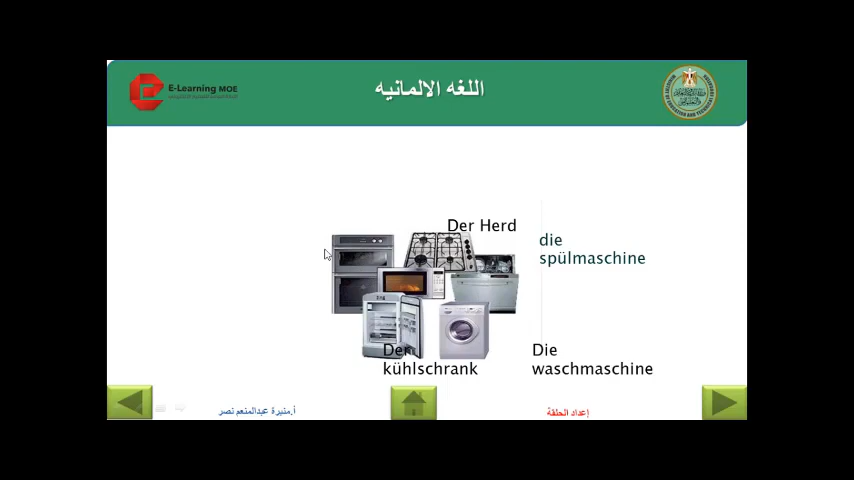 E-Learning MOE
اللغه الالمانيه
Der Herd
die
spülmaschine
Der
kühlschrank
Die
waschmaschine
أ.منيرة عبدالمنعم نصر
إعداد الحلقة